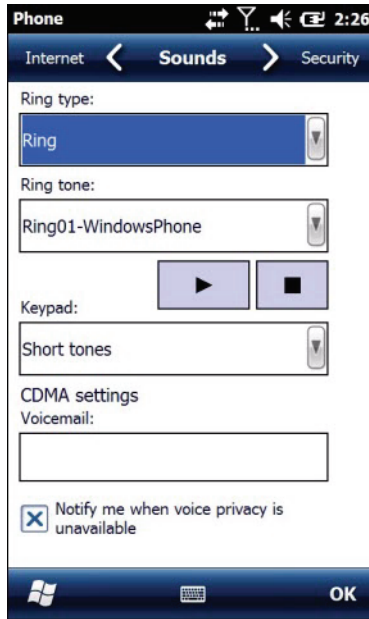 Phone 2:26
Internet Sounds Security
Ring type:
Ring
Ring tone:
Ring01-WindowsPhone
Keypad:
Short tones
CDMA settings
Voicemail:
Notify me when voice privacy is
unavailable
OK